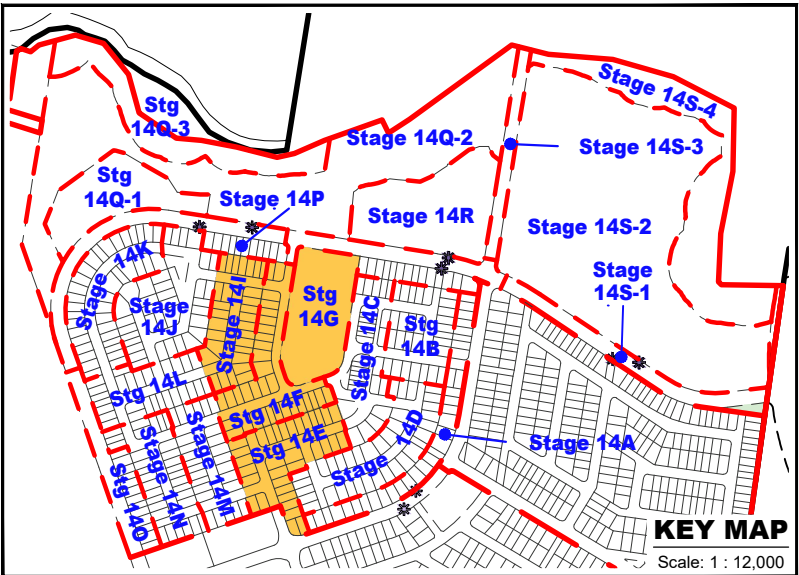 Stage 14S-4
Stg
14Q-3
Stage 14Q-2
Stage 14S-3
Stg
14Q-1
Stage 14P
Stage 14R
Stage 14S-2
Stage 14K
Stage
14S-1
Stage 14I
Stg
14G
Stage
14J
Stage 14C
Stg
14B
Stg 14L
Stg 14F
Stg 14E
Stage 14D
Stage 14A
Stage 14M
Stage 14N
Stg 14O
KEY MAP
Scale: 1 : 12,000